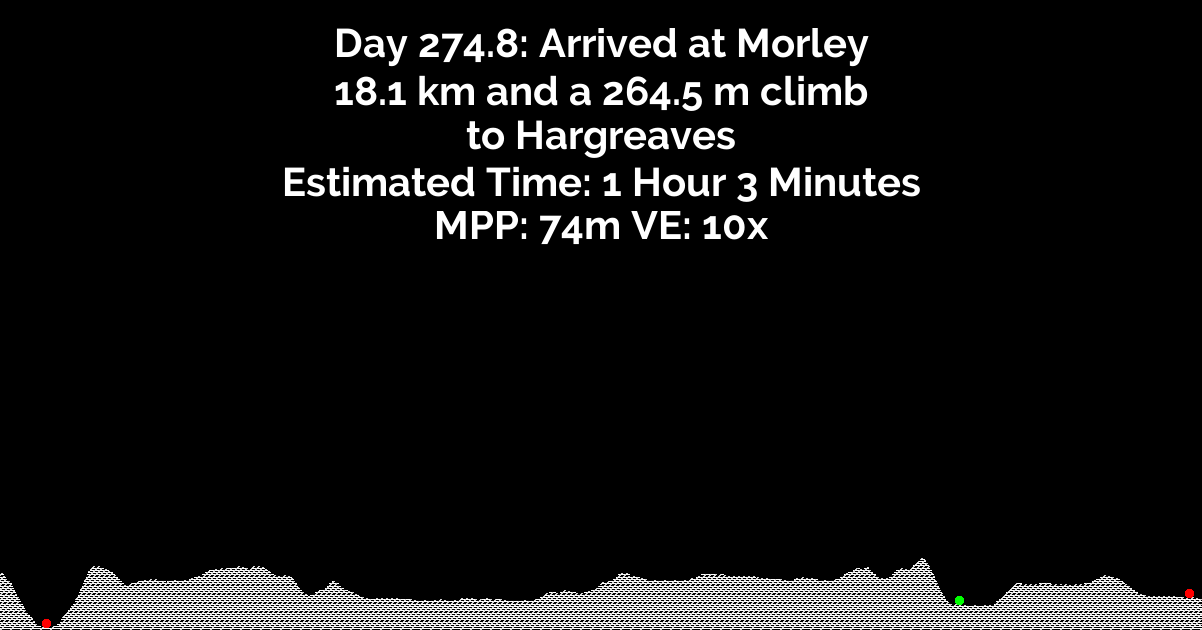 Day 274.8: Arrived at Morley
18.1 km and a 264.5 m climb
to Hargreaves
Estimated Time: 1 Hour 3 Minutes
MPP: 74m VE: 10x